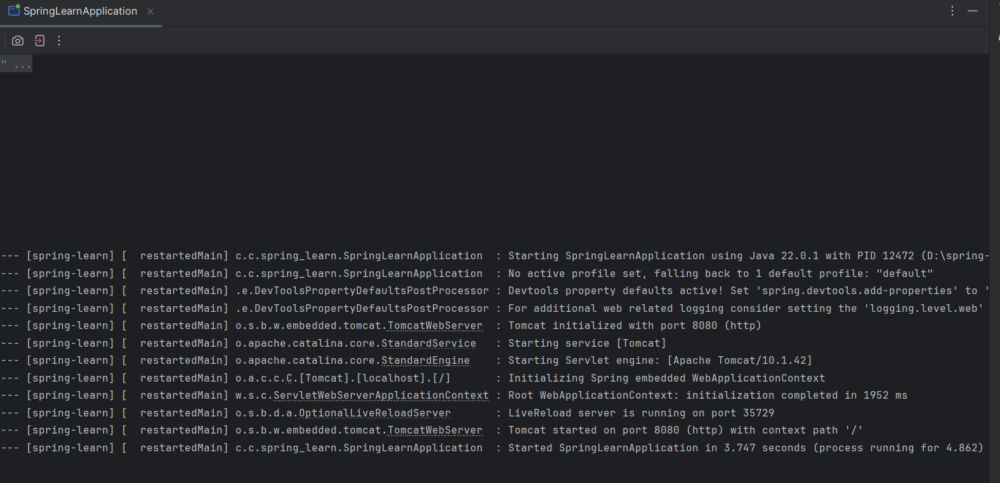 SpringLearnApplication
" ...
--- [spring-learn] [  restartedMain] c.c.spring_learn.SpringLearnApplication  : Starting SpringLearnApplication using Java 22.0.1 with PID 12472 (D:\spring-
--- [spring-learn] [  restartedMain] c.c.spring_learn.SpringLearnApplication  : No active profile set, falling back to 1 default profile: "default"
--- [spring-learn] [  restartedMain] .e.DevToolsPropertyDefaultsPostProcessor : Devtools property defaults active! Set 'spring.devtools.add-properties' to '
--- [spring-learn] [  restartedMain] .e.DevToolsPropertyDefaultsPostProcessor : For additional web related logging consider setting the 'logging.level.web'
--- [spring-learn] [  restartedMain] o.s.b.w.embedded.tomcat.TomcatWebServer  : Tomcat initialized with port 8080 (http)
--- [spring-learn] [  restartedMain] o.apache.catalina.core.StandardService   : Starting service [Tomcat]
--- [spring-learn] [  restartedMain] o.apache.catalina.core.StandardEngine    : Starting Servlet engine: [Apache Tomcat/10.1.42]
--- [spring-learn] [  restartedMain] o.a.c.c.C.[Tomcat].[localhost].[/]       : Initializing Spring embedded WebApplicationContext
--- [spring-learn] [  restartedMain] w.s.c.ServletWebServerApplicationContext : Root WebApplicationContext: initialization completed in 1952 ms
--- [spring-learn] [  restartedMain] o.s.b.d.a.OptionalLiveReloadServer       : LiveReload server is running on port 35729
--- [spring-learn] [  restartedMain] o.s.b.w.embedded.tomcat.TomcatWebServer  : Tomcat started on port 8080 (http) with context path '/'
--- [spring-learn] [  restartedMain] c.c.spring_learn.SpringLearnApplication  : Started SpringLearnApplication in 3.747 seconds (process running for 4.862)